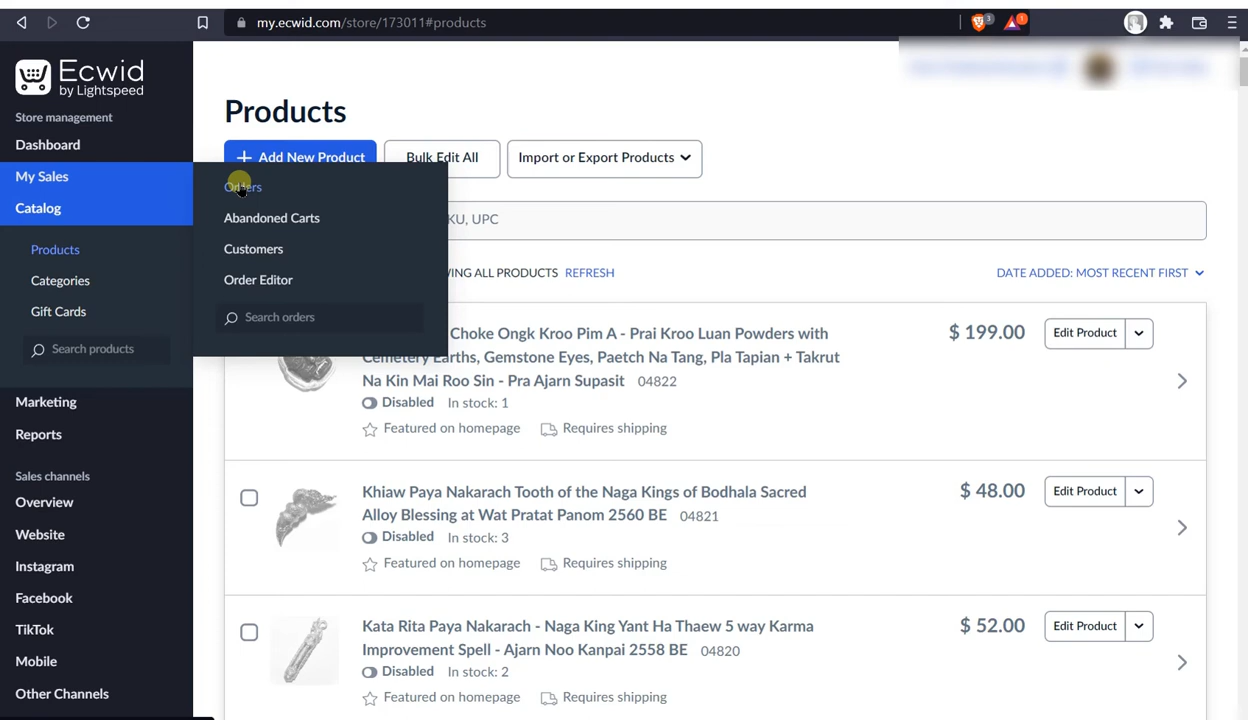 my.ecwid.com/store/173011#products
3
1
Ecwid
by Lightspeed
Store management
Dashboard
My Sales
Catalog
Products
Categories
Gift Cards
Search products
Marketing
Reports
Sales channels
Overview
Website
Instagram
Facebook
TikTok
Mobile
Other Channels
Orders
Abandoned Carts
Customers
Order Editor
Search orders
Products
+ Add New Product
Bulk Edit All
Import or Export Products
KU, UPC
ING ALL PRODUCTS REFRESH
DATE ADDED: MOST RECENT FIRST
Choke Ongk Kroo Pim A - Prai Kroo Luan Powders with
Cemetery Earths, Gemstone Eyes, Paetch Na Tang, Pla Tapian + Takrut
Na Kin Mai Roo Sin - Pra Ajarn Supasit 04822
Disabled In stock: 1
Featured on homepage Requires shipping
$ 199.00
Edit Product
Khiaw Paya Nakarach Tooth of the Naga Kings of Bodhala Sacred
Alloy Blessing at Wat Pratat Panom 2560 BE 04821
Disabled In stock: 3
Featured on homepage Requires shipping
$ 48.00
Edit Product
Kata Rita Paya Nakarach - Naga King Yant Ha Thaew 5 way Karma
Improvement Spell - Ajarn Noo Kanpai 2558 BE 04820
Disabled In stock: 2
Featured on homepage Requires shipping
$ 52.00
Edit Product